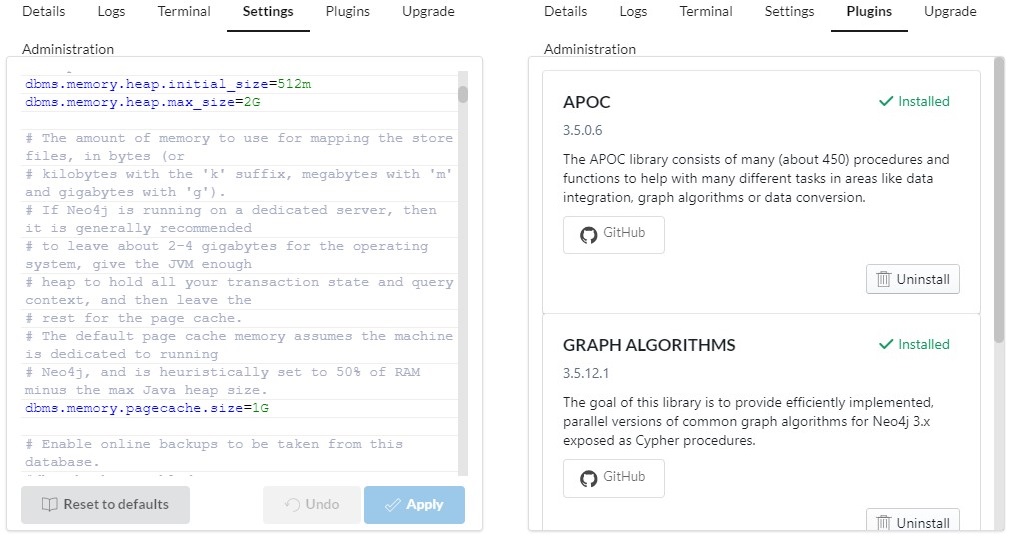 Details Logs Terminal Settings Plugins Upgrade
Administration
dbms.memory.heap.initial_size=512m
dbms.memory.heap.max_size=2G
# The amount of memory to use for mapping the store
files, in bytes (or
# kilobytes with the 'k' suffix, megabytes with 'm'
and gigabytes with 'g').
# If Neo4j is running on a dedicated server, then
it is generally recommended
# to leave about 2-4 gigabytes for the operating
system, give the JVM enough
# heap to hold all your transaction state and query
context, and then leave the
# rest for the page cache.
# The default page cache memory assumes the machine
is dedicated to running
# Neo4j, and is heuristically set to 50% of RAM
minus the max Java heap size.
dbms.memory.pagecache.size=1G
# Enable online backups to be taken from this
database.
Reset to defaults Undo Apply
Details Logs Terminal Settings Plugins Upgrade
Administration
APOC Installed
3.5.0.6
The APOC library consists of many (about 450) procedures and
functions to help with many different tasks in areas like data
integration, graph algorithms or data conversion.
GitHub
Uninstall
GRAPH ALGORITHMS Installed
3.5.12.1
The goal of this library is to provide efficiently implemented,
parallel versions of common graph algorithms for Neo4j 3.x
exposed as Cypher procedures.
GitHub
Uninstall